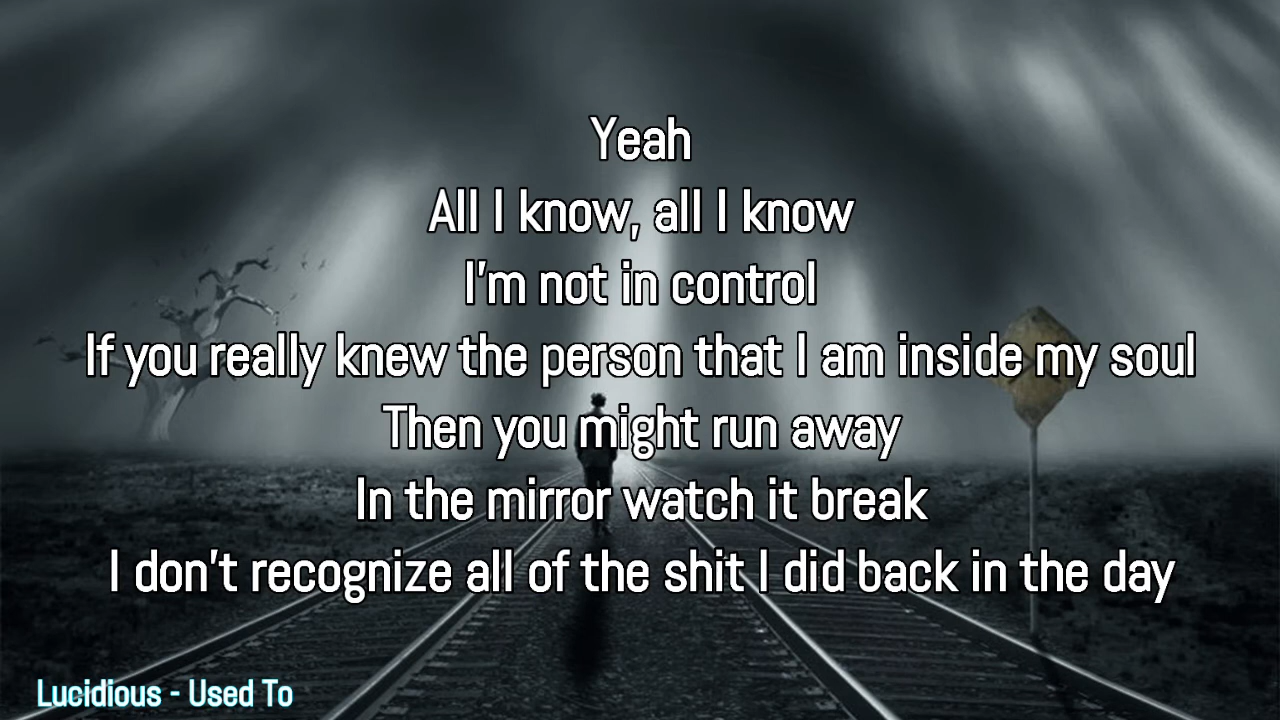 Yeah
All I know, all I know
I'm not in control
If you really knew the person that I am inside my soul
Then you might run away
In the mirror watch it break
I don't recognize all of the shit I did back in the day
Lucidious - Used To